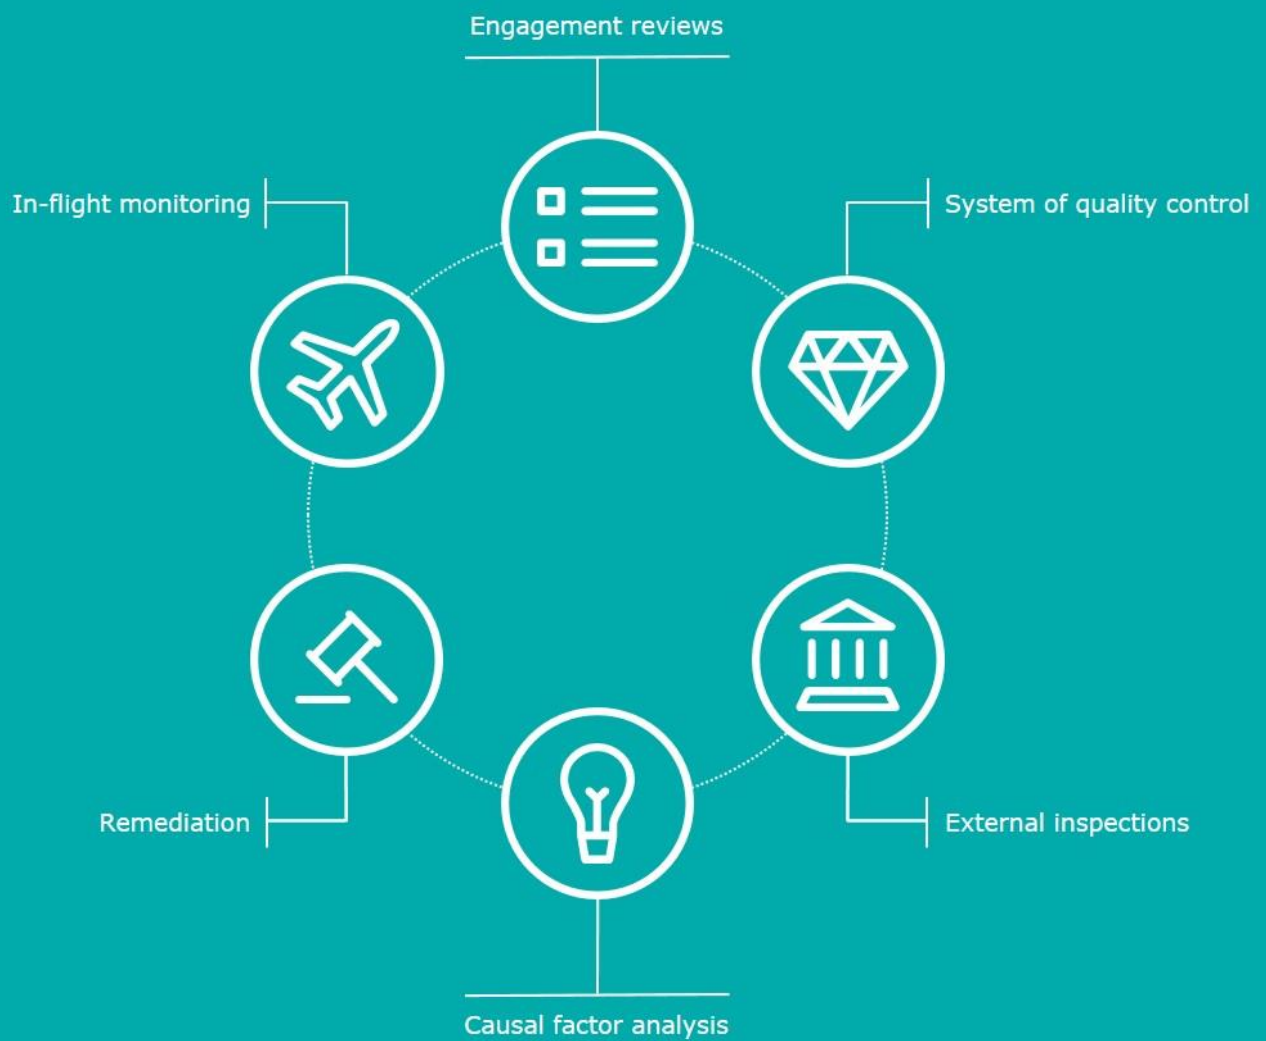 Engagement reviews
In-flight monitoring
System of quality control
Remediation
External inspections
Causal factor analysis